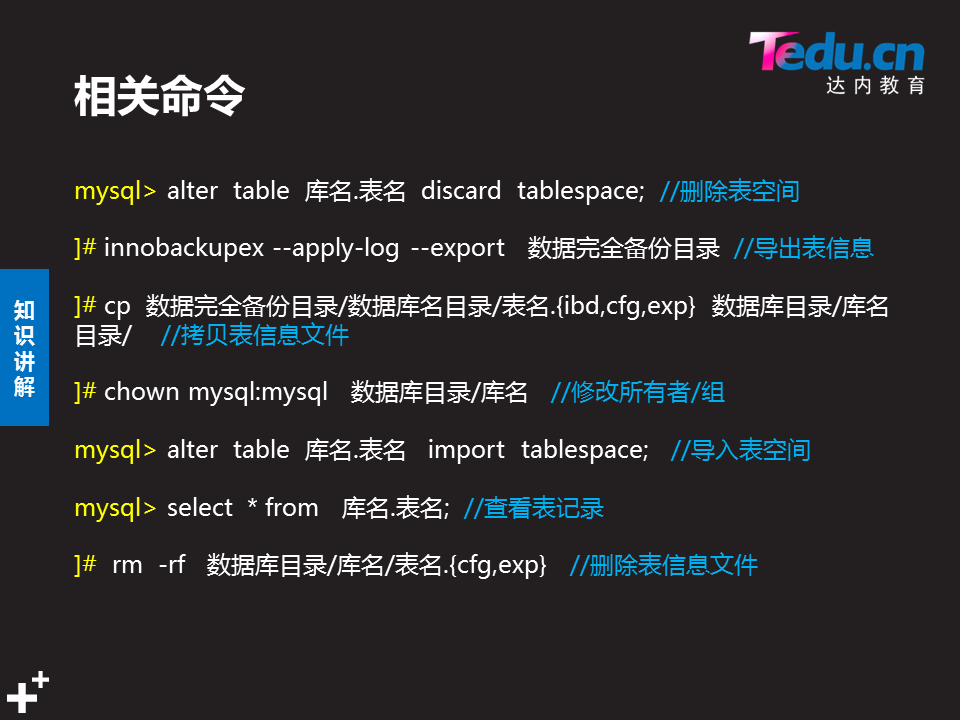 Tedu.cn
达内教育
相关命令
mysql> alter table 库名.表名 discard tablespace; //删除表空间
]# innobackupex --apply-log --export 数据完全备份目录 //导出表信息
]# cp 数据完全备份目录/数据库名目录/表名.{ibd,cfg,exp} 数据库目录/库名
目录/ //拷贝表信息文件
]# chown mysql:mysql 数据库目录/库名 //修改所有者/组
mysql> alter table 库名.表名 import tablespace; //导入表空间
mysql> select * from 库名.表名; //查看表记录
]# rm -rf 数据库目录/库名/表名.{cfg,exp} //删除表信息文件
知
识
讲
解